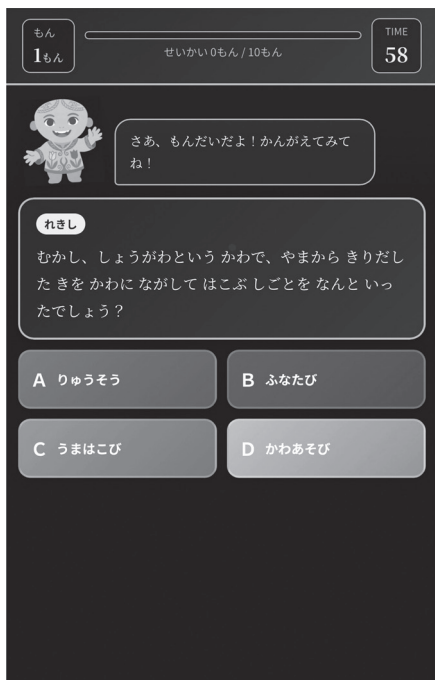 もん
1もん
せいかい 0もん / 10もん
TIME
58
さあ、もんだいだよ！かんがえてみて
ね！
れきし
むかし、しょうがわという かわで、やまから きりだし
た きを かわに ながして はこぶ しごとを なんと いっ
たでしょう？
A りゅうそう
B ふなたび
C うまはこび
D かわあそび